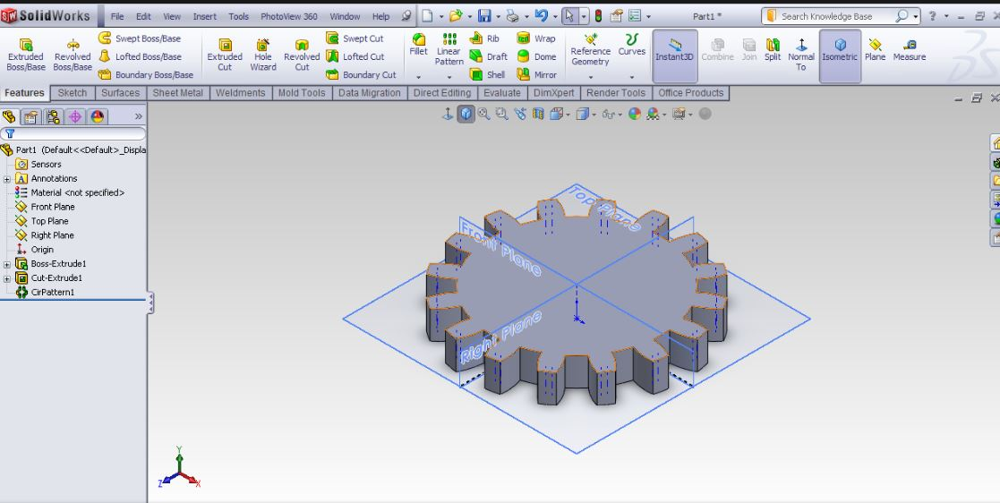 SolidWorks File Edit View Insert Tools PhotoView 360 Window Help Part1 * Search Knowledge Base ?
Extruded Boss/Base
Revolved Boss/Base
Swept Boss/Base
Lofted Boss/Base
Boundary Boss/Base
Extruded Cut
Hole Wizard
Revolved Cut
Swept Cut
Lofted Cut
Boundary Cut
Fillet
Linear Pattern
Rib
Draft
Shell
Wrap
Dome
Mirror
Reference Geometry
Curves
Instant3D
Combine
Join
Split
Normal To
Isometric
Plane
Measure
Features Sketch Surfaces Sheet Metal Weldments Mold Tools Data Migration Direct Editing Evaluate DimXpert Render Tools Office Products
Part1 (Default<<Default>_Displa
Sensors
A Annotations
Material <not specified>
Front Plane
Top Plane
Right Plane
Origin
Boss-Extrude1
Cut-Extrude1
CirPattern1
Top Plane
Front Plane
Right Plane
Y
Z X